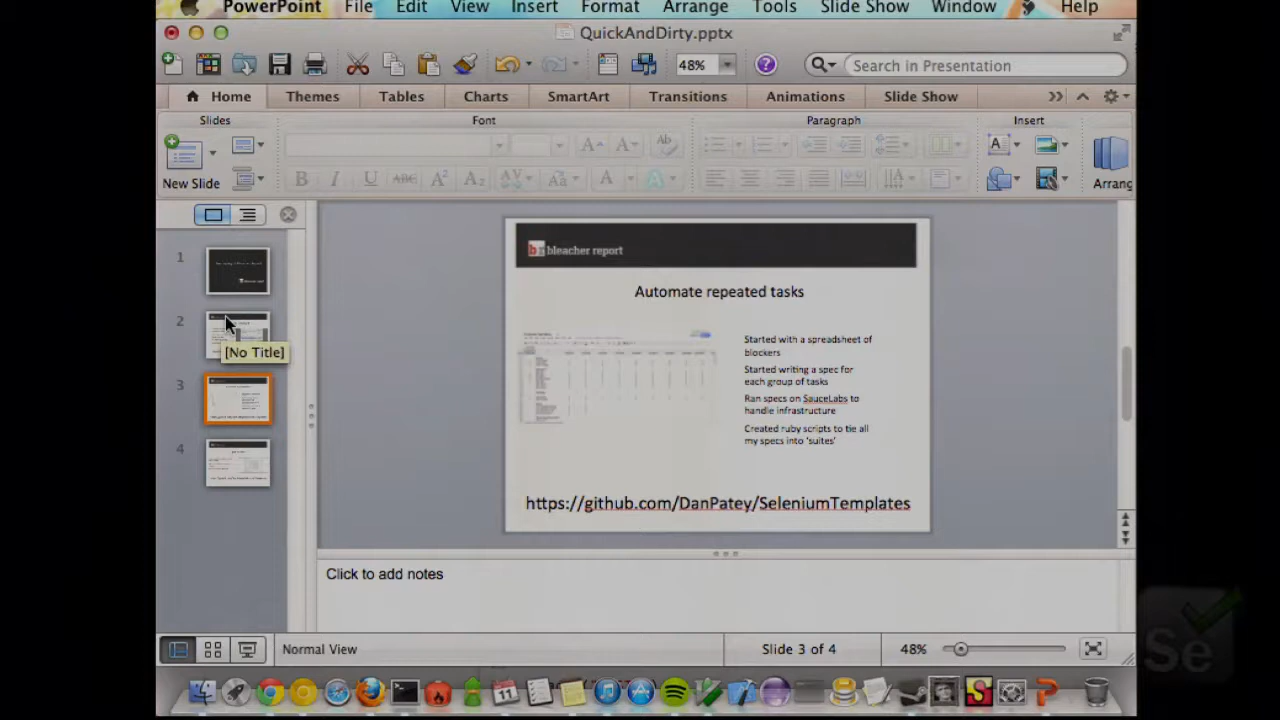 PowerPoint File Edit View Insert Format Arrange Tools Slide Show Window Help
QuickAndDirty.pptx
48% Search in Presentation
Home Themes Tables Charts SmartArt Transitions Animations Slide Show
Slides Font Paragraph Insert
New Slide Arrang
bleacher report
Automate repeated tasks
Started with a spreadsheet of
blockers
Started writing a spec for
each group of tasks
Ran specs on SauceLabs to
handle infrastructure
Created ruby scripts to tie all
my specs into 'suites'
https://github.com/DanPatey/SeleniumTemplates
1
2
[No Title]
3
4
Click to add notes
Normal View Slide 3 of 4 48%
Se